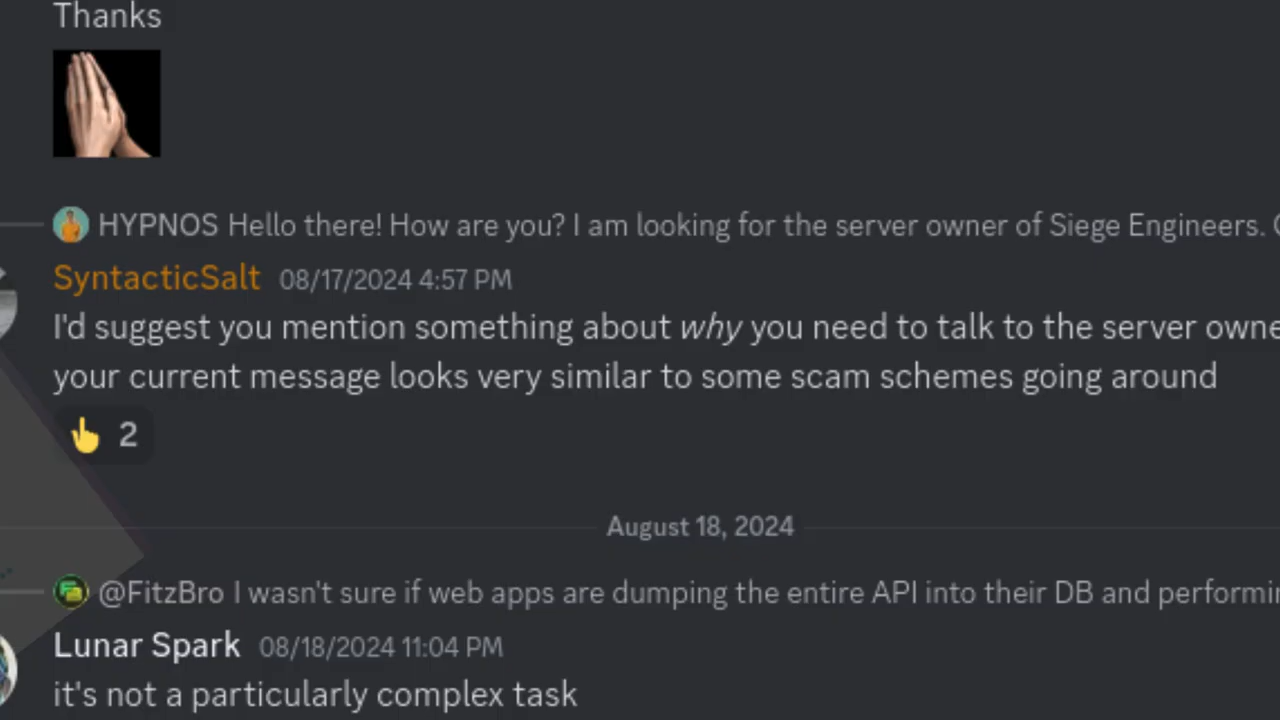 Thanks
HYPNOS Hello there! How are you? I am looking for the server owner of Siege Engineers.
SyntacticSalt 08/17/2024 4:57 PM
I'd suggest you mention something about why you need to talk to the server
your current message looks very similar to some scam schemes going around
2
August 18, 2024
@FitzBro I wasn't sure if web apps are dumping the entire API into their DB and
Lunar Spark 08/18/2024 11:04 PM
it's not a particularly complex task